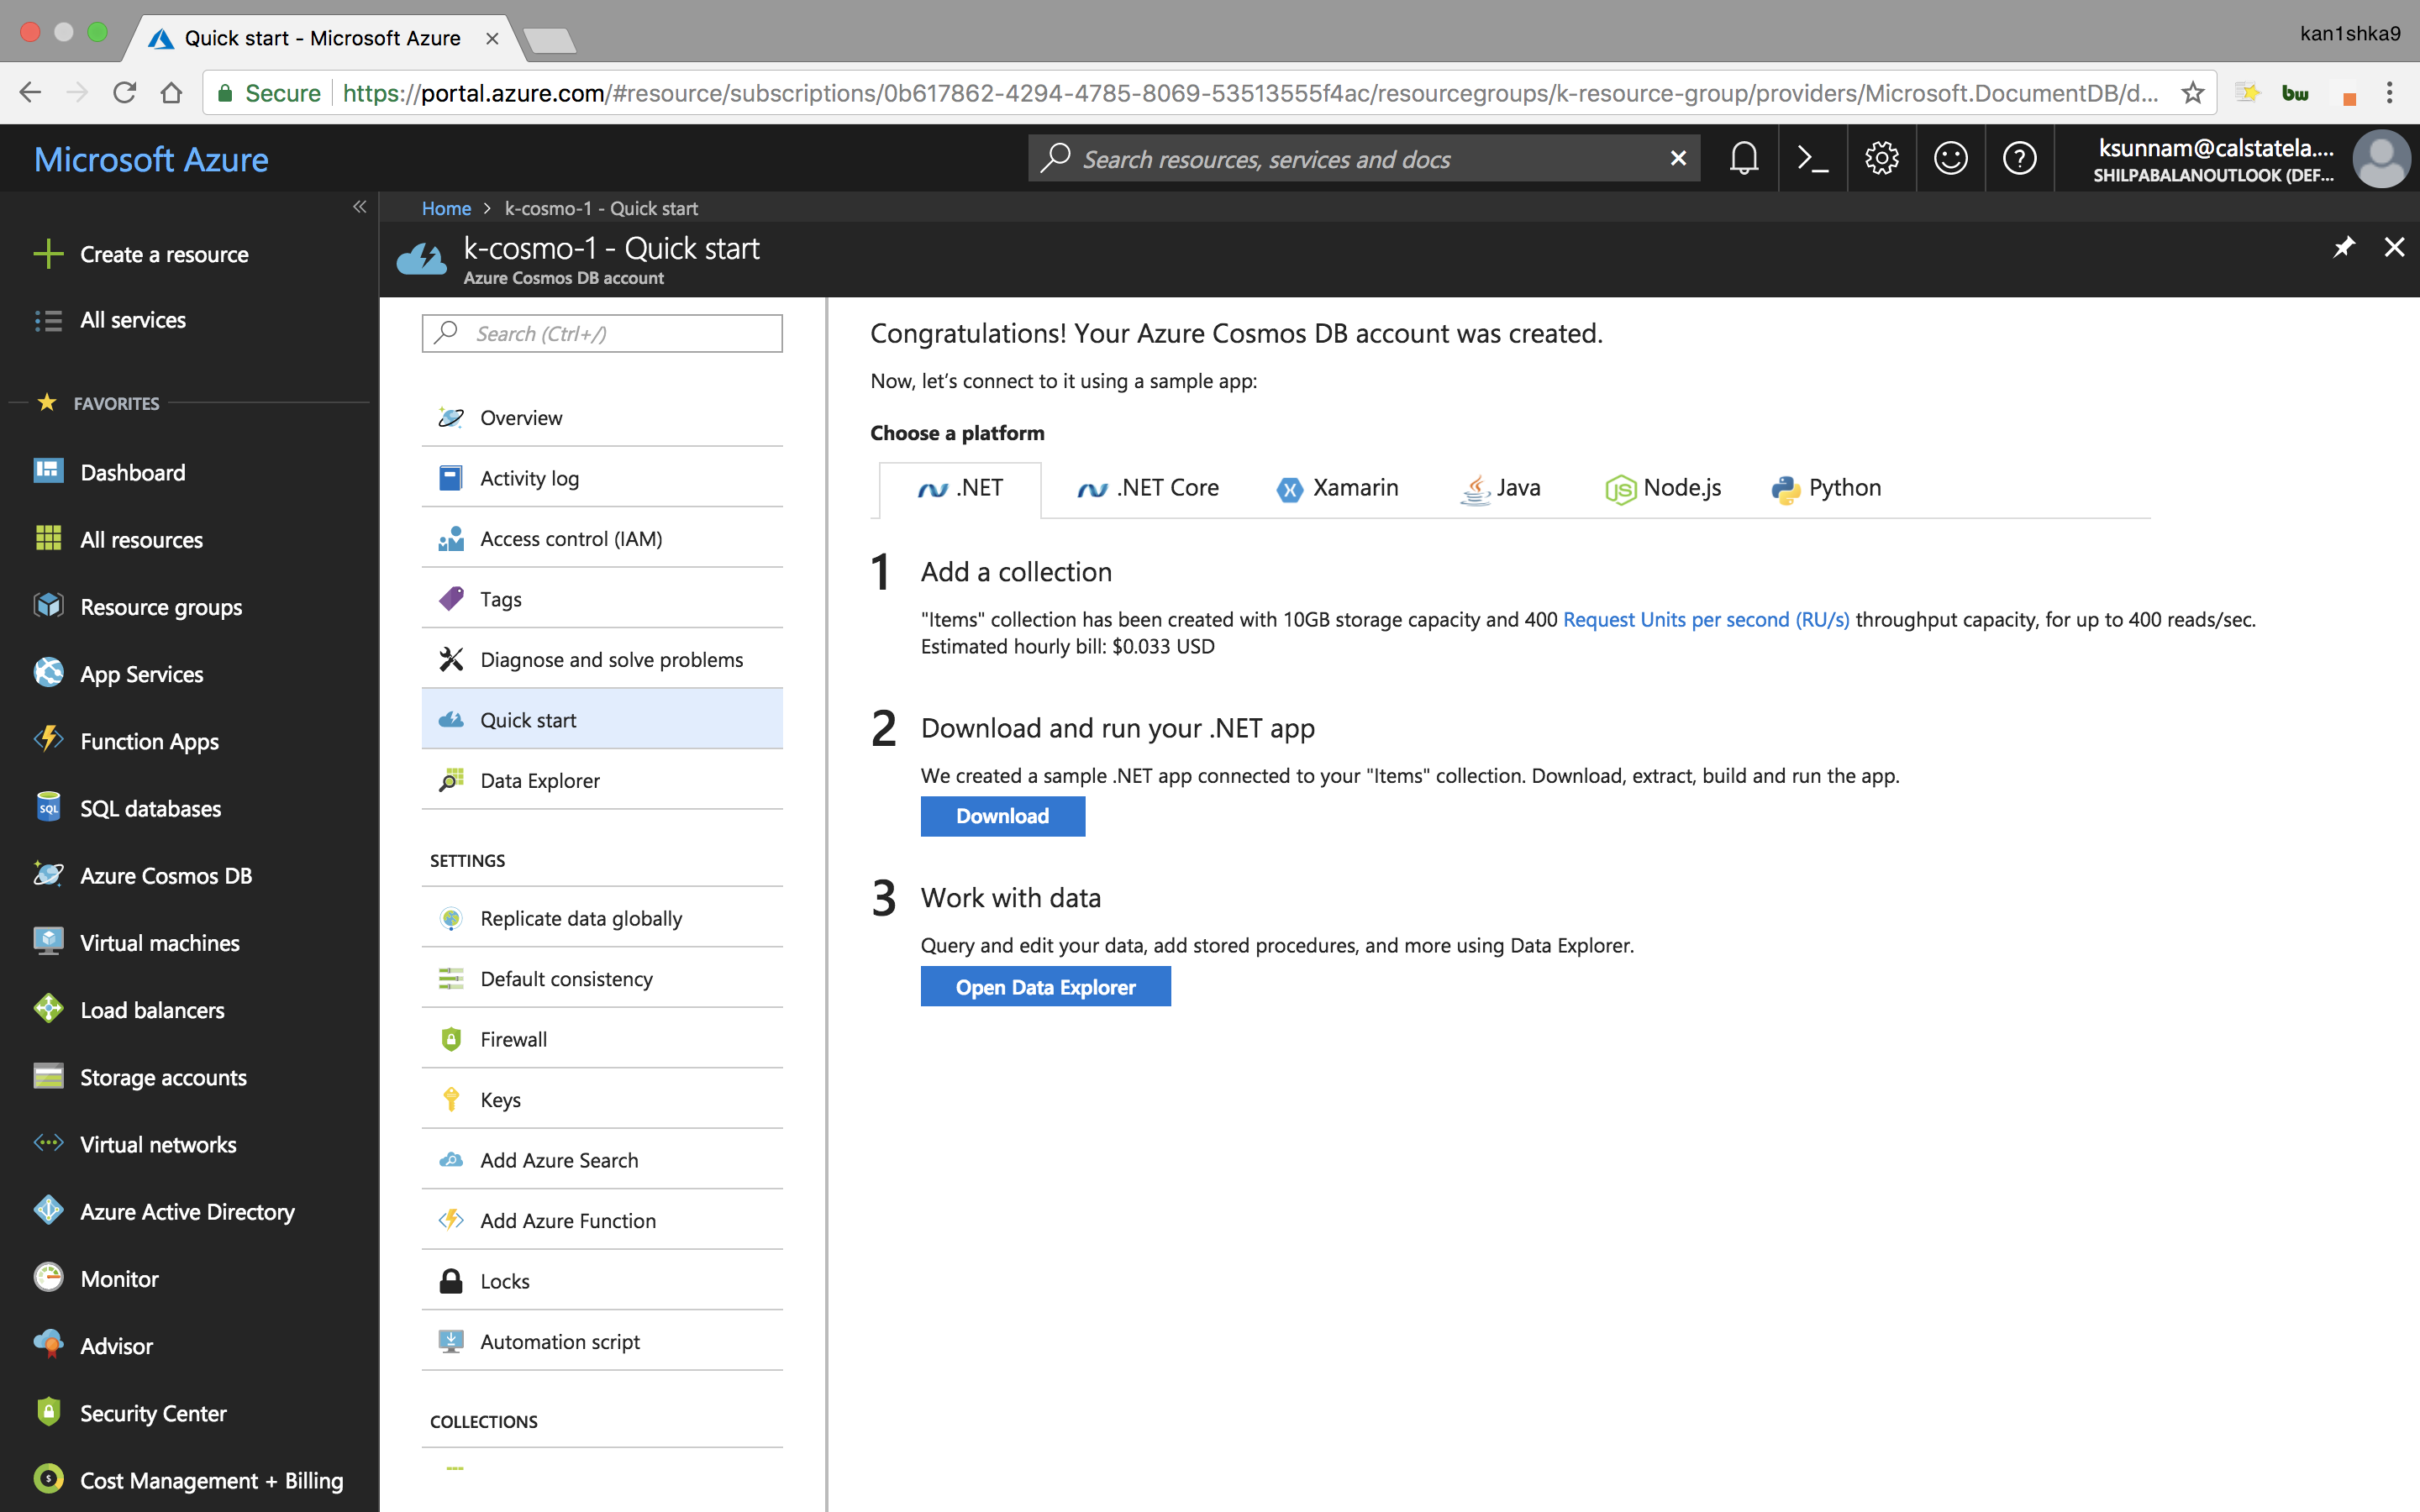 Quick start - Microsoft Azure
kan1shka9
Secure https://portal.azure.com/#resource/subscriptions/0b617862-4294-4785-8069-53513555f4ac/resourcegroups/k-resource-group/providers/Microsoft.DocumentDB/d...
bw
Microsoft Azure
Search resources, services and docs
ksunnam@calstatela....
SHILPABALANOUTLOOK (DEF...
Create a resource
All services
FAVORITES
Dashboard
All resources
Resource groups
App Services
Function Apps
SQL databases
Azure Cosmos DB
Virtual machines
Load balancers
Storage accounts
Virtual networks
Azure Active Directory
Monitor
Advisor
Security Center
Cost Management + Billing
Home > k-cosmo-1 - Quick start
k-cosmo-1 - Quick start
Azure Cosmos DB account
Search (Ctrl+/)
Overview
Activity log
Access control (IAM)
Tags
Diagnose and solve problems
Quick start
Data Explorer
SETTINGS
Replicate data globally
Default consistency
Firewall
Keys
Add Azure Search
Add Azure Function
Locks
Automation script
COLLECTIONS
Congratulations! Your Azure Cosmos DB account was created.
Now, let’s connect to it using a sample app:
Choose a platform
.NET .NET Core Xamarin Java Node.js Python
1 Add a collection
"Items" collection has been created with 10GB storage capacity and 400 Request Units per second (RU/s) throughput capacity, for up to 400 reads/sec.
Estimated hourly bill: $0.033 USD
2 Download and run your .NET app
We created a sample .NET app connected to your "Items" collection. Download, extract, build and run the app.
Download
3 Work with data
Query and edit your data, add stored procedures, and more using Data Explorer.
Open Data Explorer